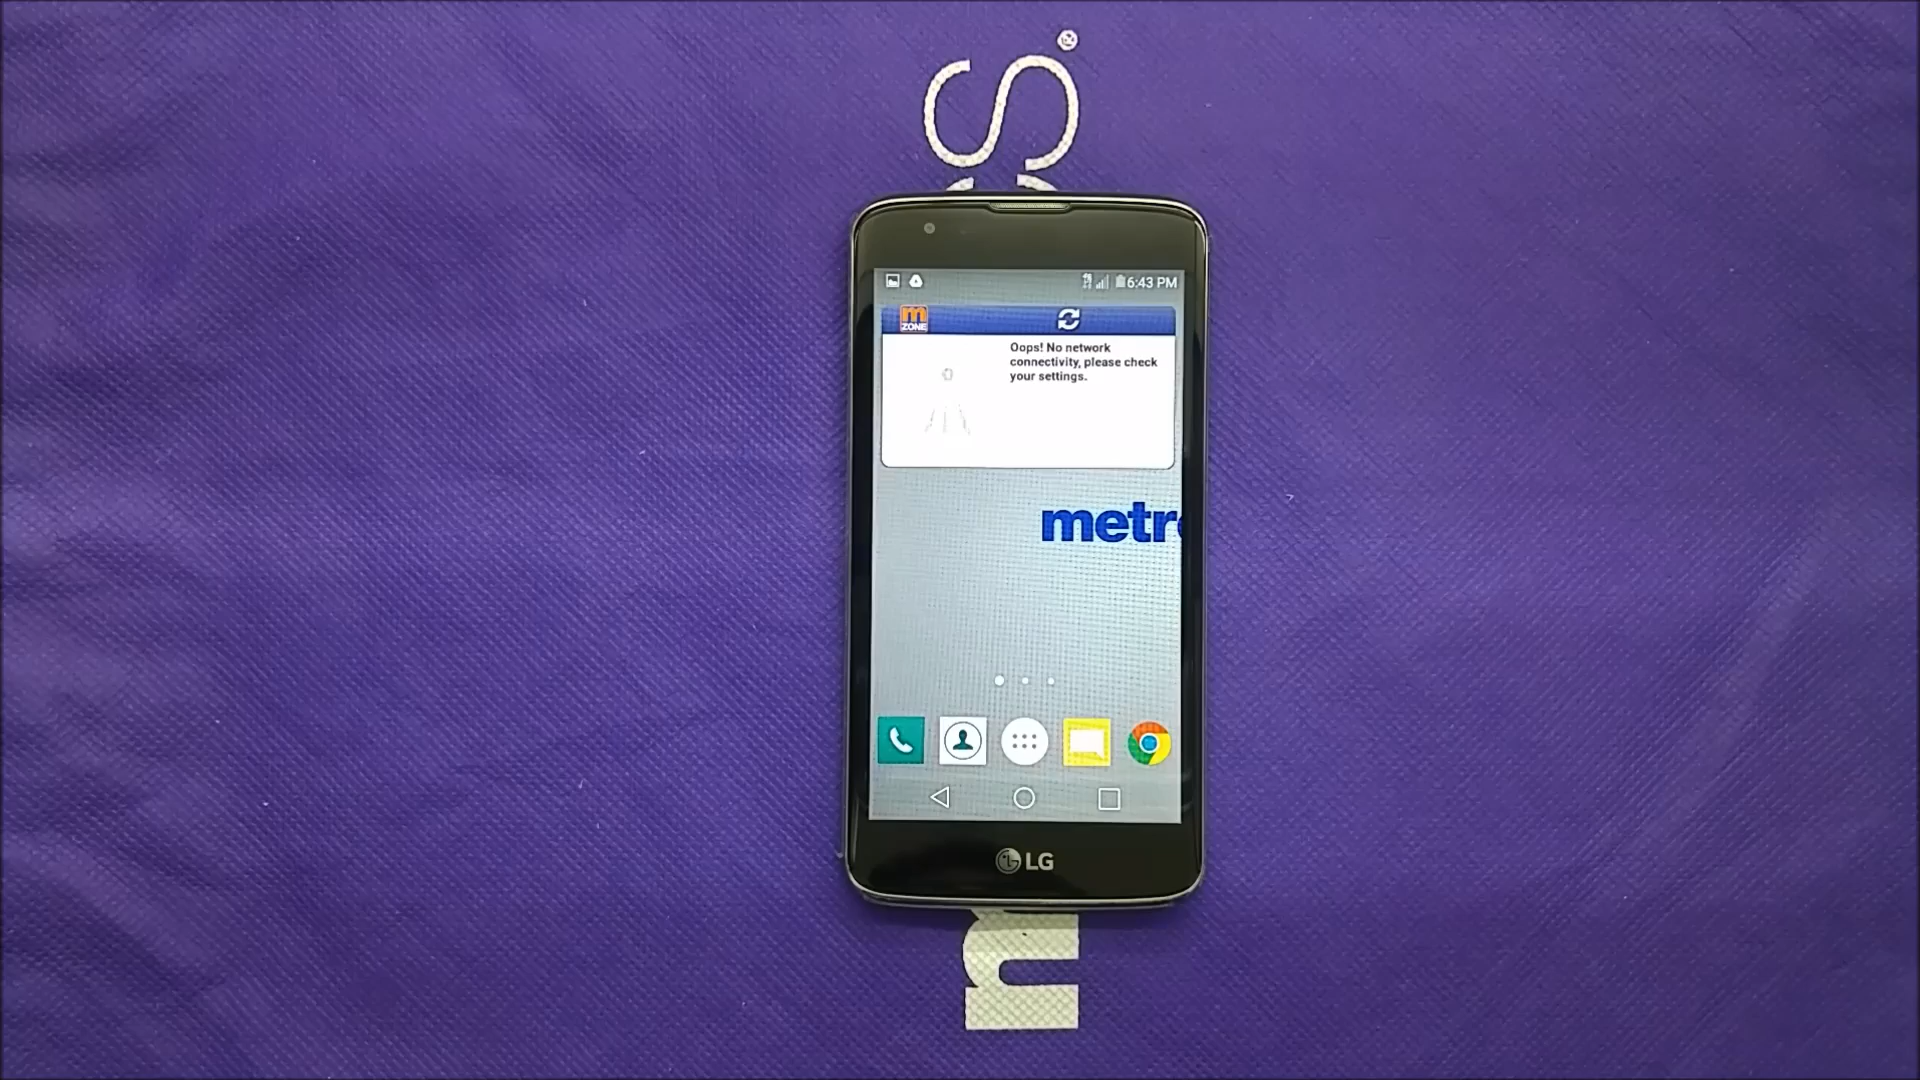 S®
6:43 PM
m
ZONE
Oops! No network
connectivity, please check
your settings.
metr
LG
m